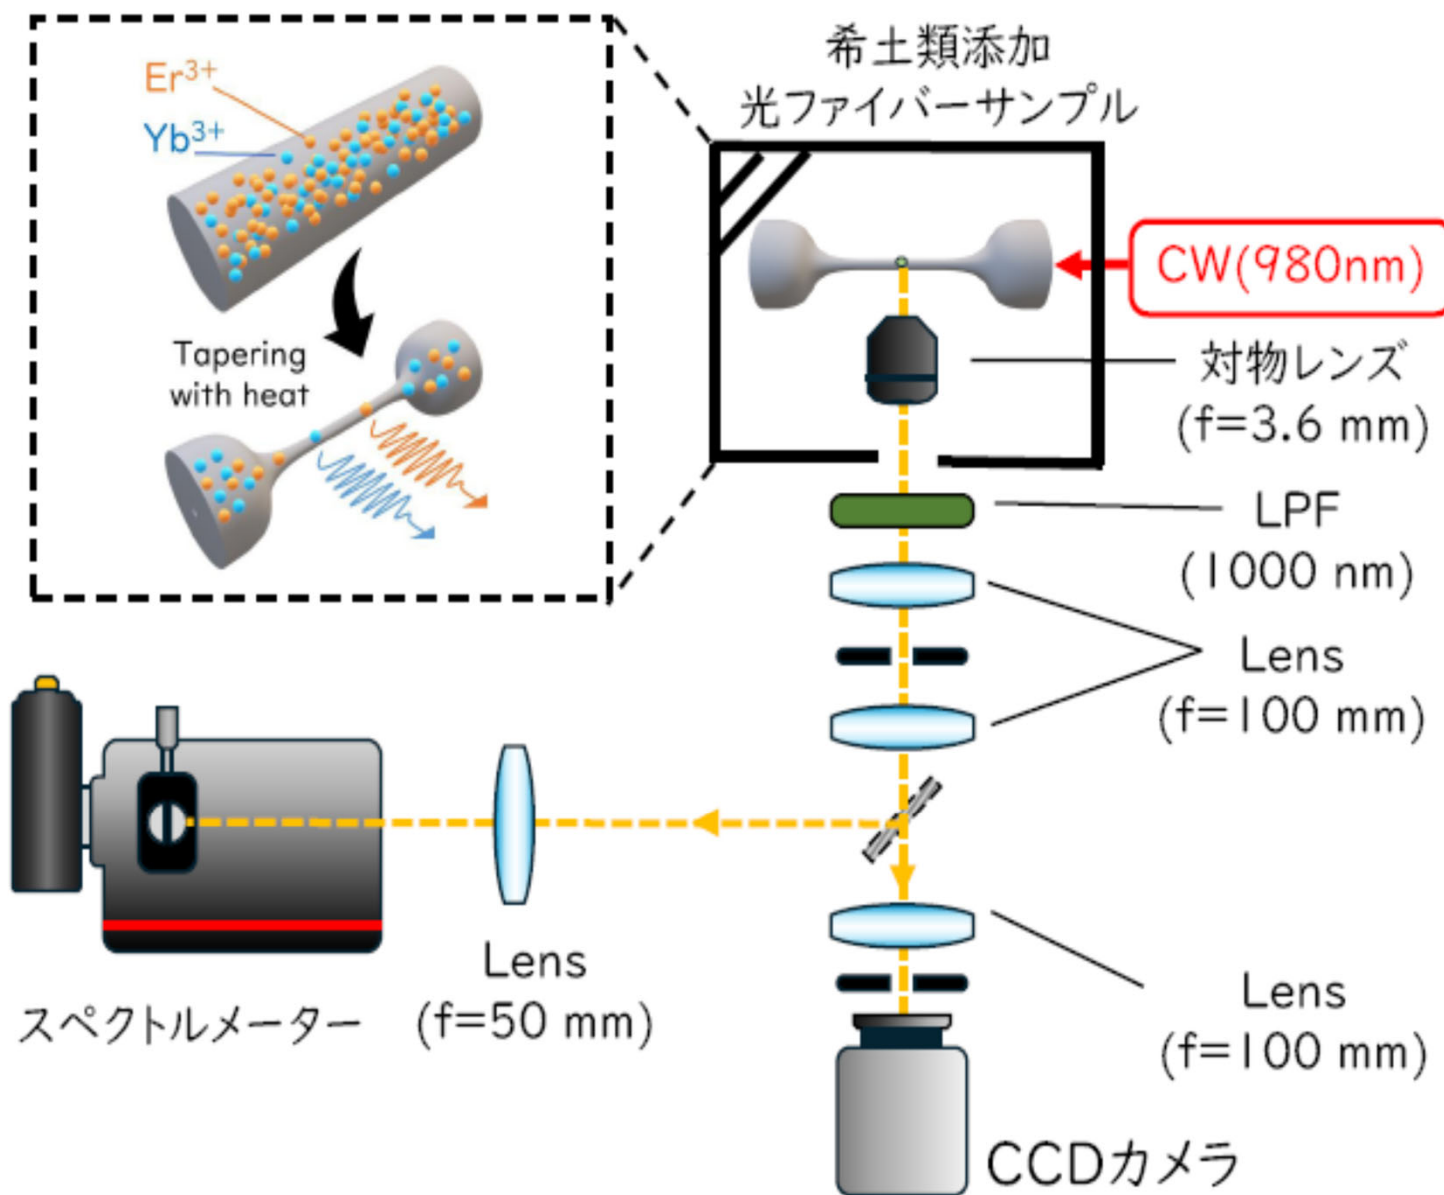 Er3+
Yb3+
Tapering
with heat
希土類添加
光ファイバーサンプル
CW(980nm)
対物レンズ
(f=3.6 mm)
LPF
(1000 nm)
Lens
(f=100 mm)
Lens
(f=50 mm)
スペクトルメーター
Lens
(f=100 mm)
CCDカメラ